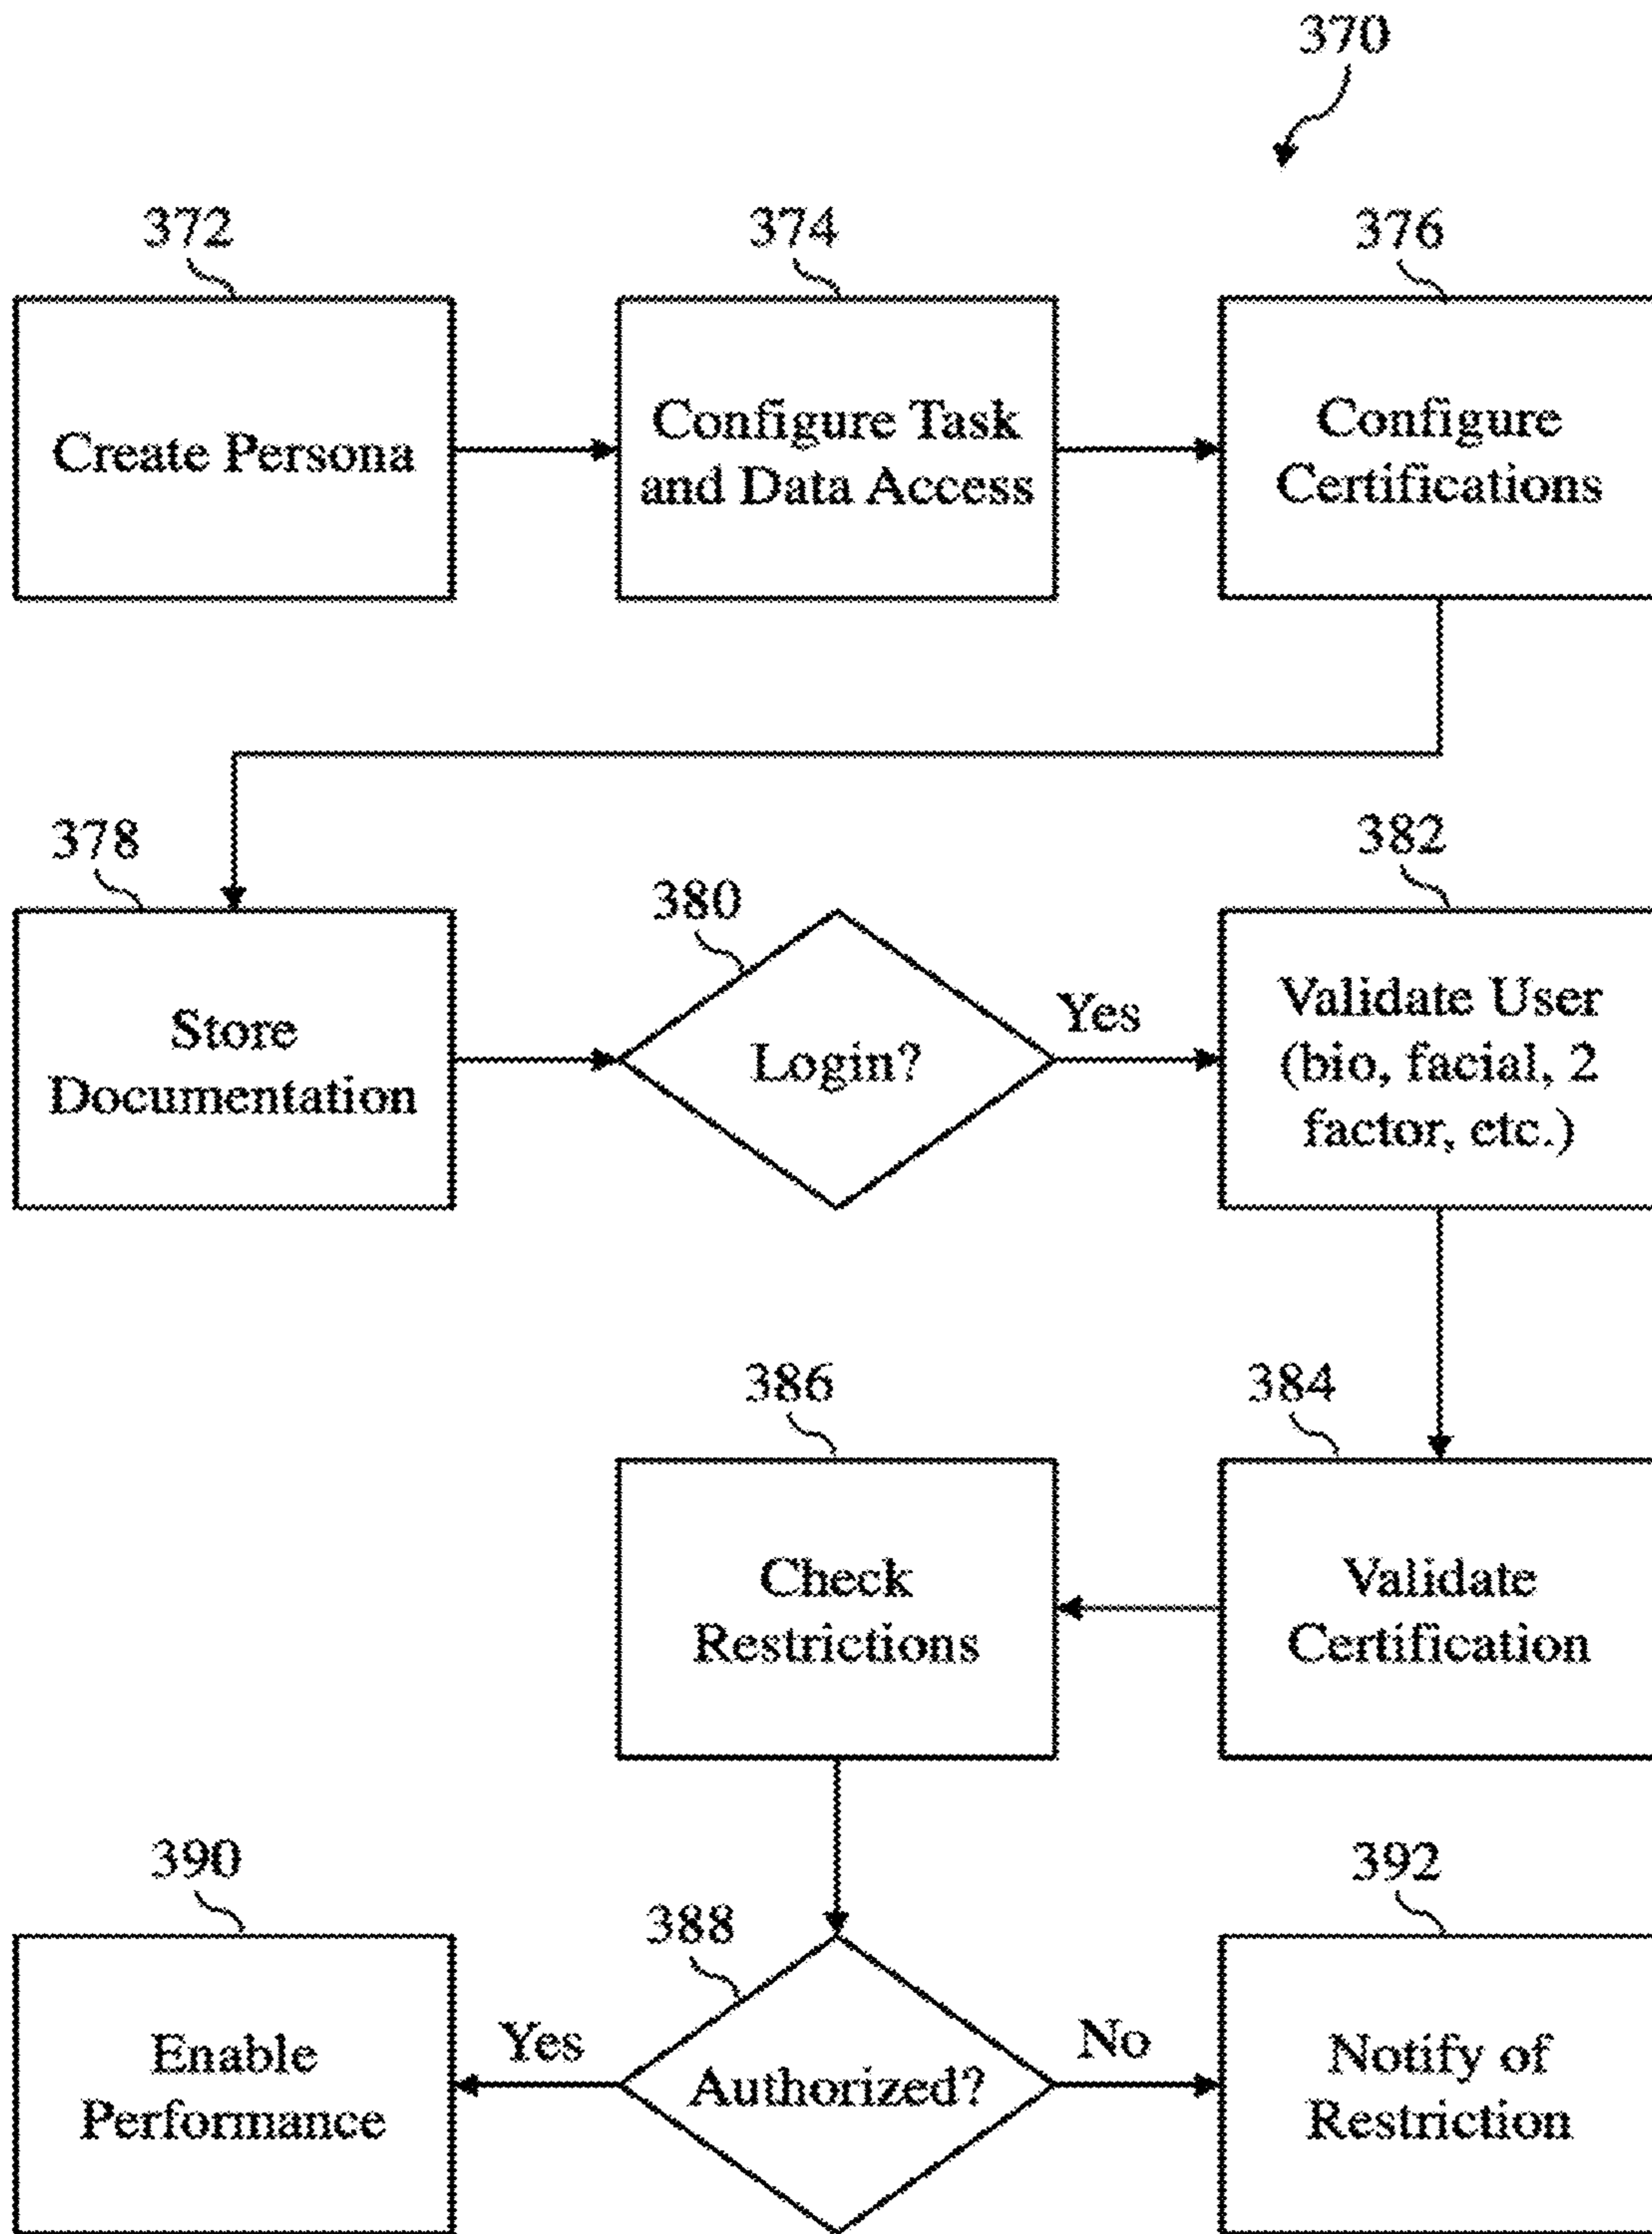 370
372
374
376
Create Persona
Configure Task
and Data Access
Configure
Certifications
378
380
382
Store
Documentation
Login?
Yes
Validate User
(bio, facial, 2
factor, etc.)
386
384
Check
Restrictions
Validate
Certification
390
388
392
Enable
Performance
Yes
Authorized?
No
Notify of
Restriction